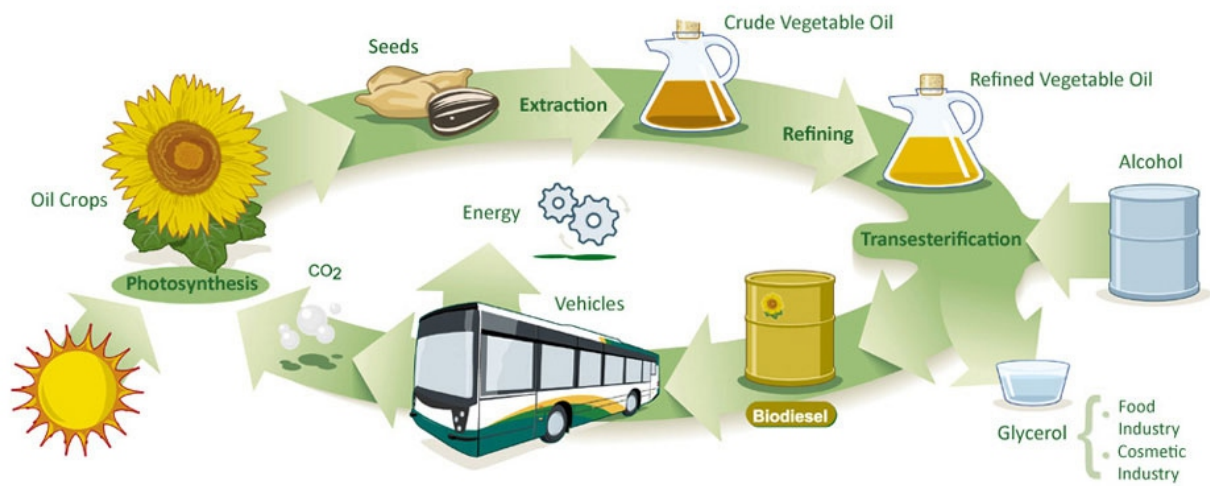 Crude Vegetable Oil
Seeds
Refined Vegetable Oil
Extraction
Refining
Alcohol
Oil Crops
Energy
Transesterification
Photosynthesis
CO2
Vehicles
Biodiesel
Glycerol
· Food
Industry
· Cosmetic
Industry